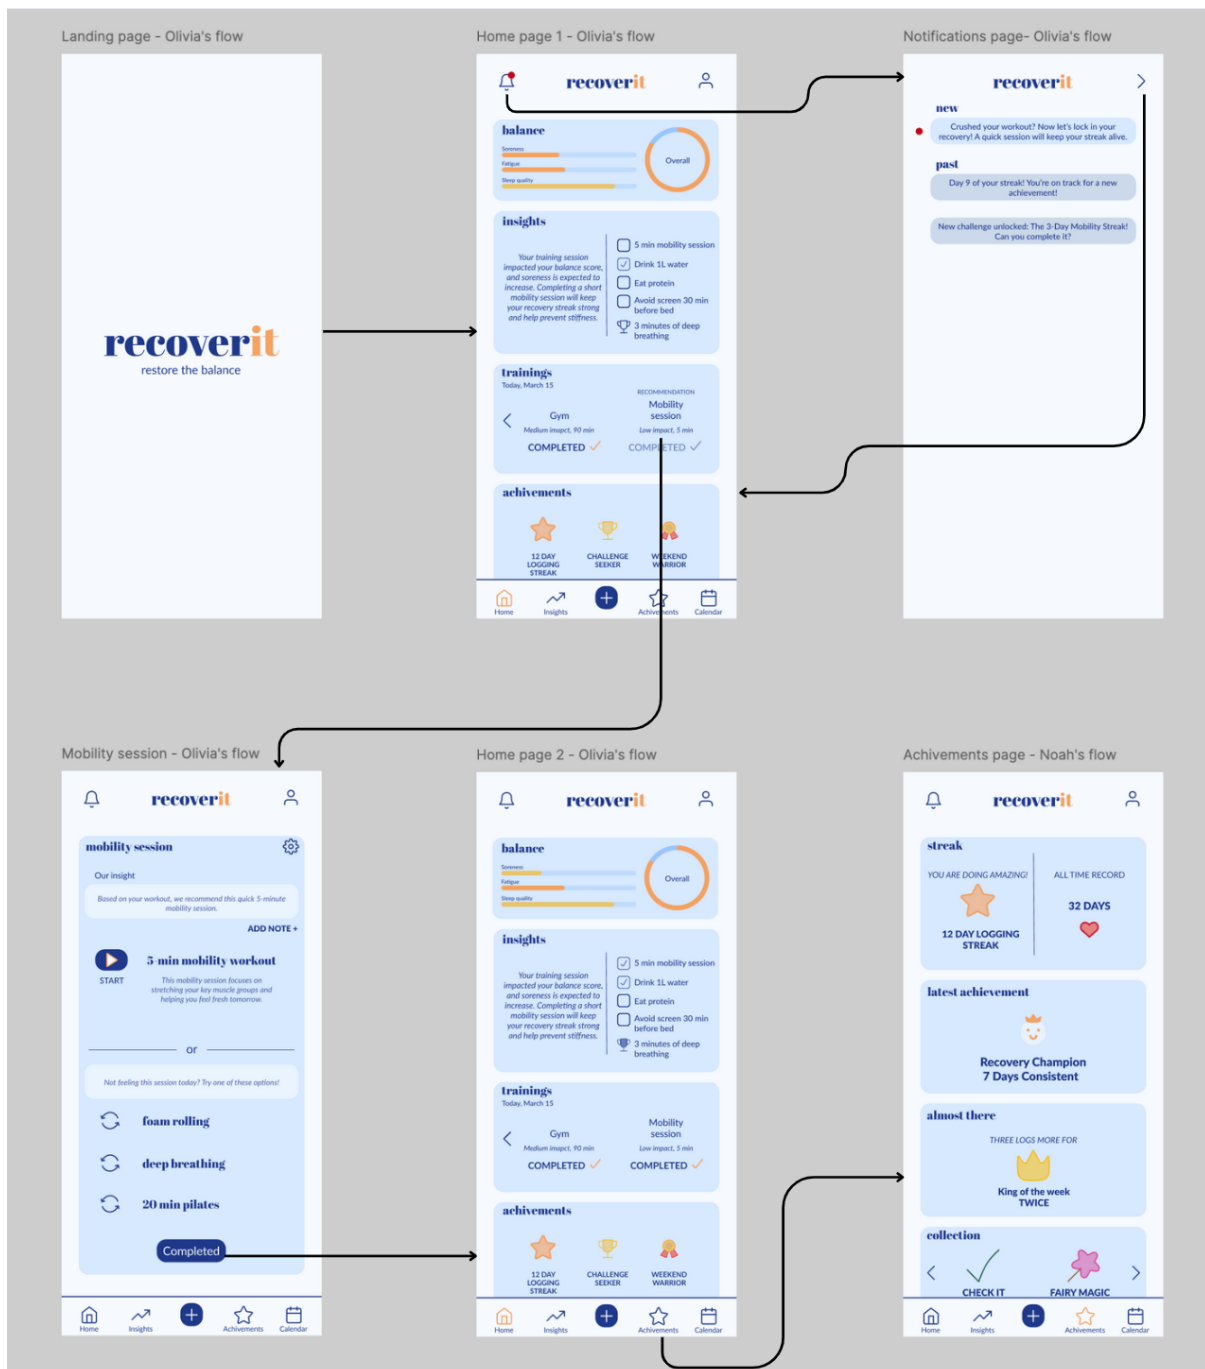 Landing page - Olivia's flow
recoverit
restore the balance
Home page 1 - Olivia's flow
recoverit
balance
Soreness
Fatigue
Sleep quality
Overall
insights
Your training session
impacted your balance score,
and soreness is expected to
increase. Completing a short
mobility session will keep
your recovery streak strong
and help prevent stiffness.
5 min mobility session
Drink 1L water
Eat protein
Avoid screen 30 min
before bed
3 minutes of deep
breathing
trainings
Today, March 15
Gym
Medium imapct, 90 min
COMPLETED
RECOMMENDATION
Mobility
session
Low impact, 5 min
COMPLETED
achivements
12 DAY
LOGGING
STREAK
CHALLENGE
SEEKER
WEEKEND
WARRIOR
Home
Insights
Achivements
Calendar
Notifications page- Olivia's flow
recoverit
new
Crushed your workout? Now let's lock in your
recovery! A quick session will keep your streak alive.
past
Day 9 of your streak! You're on track for a new
achievement!
New challenge unlocked: The 3-Day Mobility Streak!
Can you complete it?
Mobility session - Olivia's flow
recoverit
mobility session
Our insight
Based on your workout, we recommend this quick 5-minute
mobility session.
ADD NOTE +
START
5-min mobility workout
This mobility session focuses on
stretching your key muscle groups and
helping you feel fresh tomorrow.
or
Not feeling this session today? Try one of these options!
foam rolling
deep breathing
20 min pilates
Completed
Home
Insights
Achivements
Calendar
Home page 2 - Olivia's flow
recoverit
balance
Soreness
Fatigue
Sleep quality
Overall
insights
Your training session
impacted your balance score,
and soreness is expected to
increase. Completing a short
mobility session will keep
your recovery streak strong
and help prevent stiffness.
5 min mobility session
Drink 1L water
Eat protein
Avoid screen 30 min
before bed
3 minutes of deep
breathing
trainings
Today, March 15
Gym
Medium imapct, 90 min
COMPLETED
Mobility
session
Low impact, 5 min
COMPLETED
achivements
12 DAY
LOGGING
STREAK
CHALLENGE
SEEKER
WEEKEND
WARRIOR
Home
Insights
Achivements
Calendar
Achivements page - Noah's flow
recoverit
streak
YOU ARE DOING AMAZING!
12 DAY LOGGING
STREAK
ALL TIME RECORD
32 DAYS
latest achievement
Recovery Champion
7 Days Consistent
almost there
THREE LOGS MORE FOR
King of the week
TWICE
collection
CHECK IT
FAIRY MAGIC
Home
Insights
Achivements
Calendar